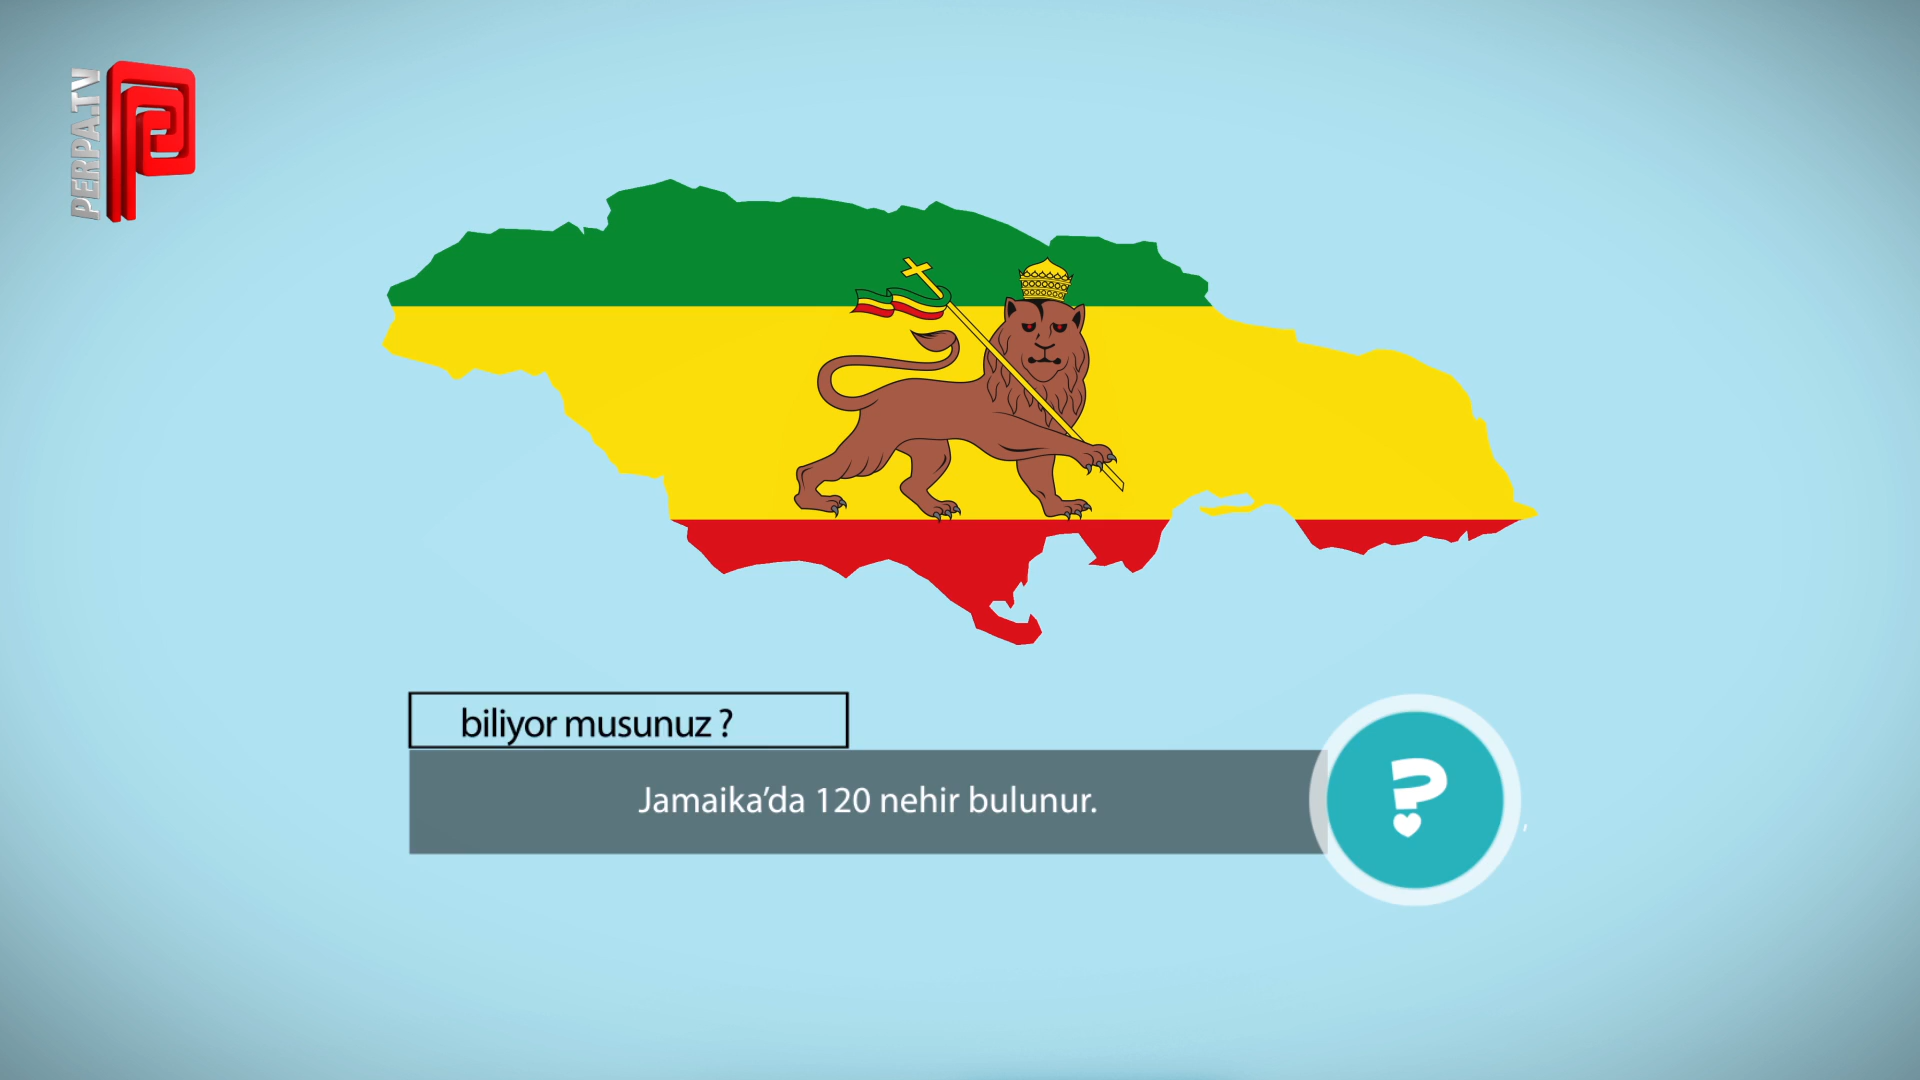 PERPA.TV
biliyor musunuz ?
Jamaika’da 120 nehir bulunur.
?